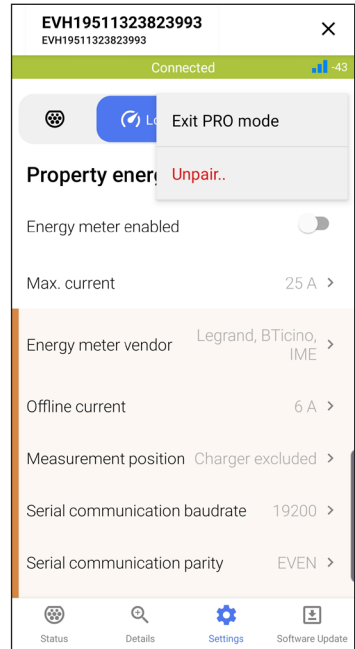 EVH19511323823993
EVH19511323823993
Connected
-43
Exit PRO mode
Unpair..
Property
Energy meter enabled
Max. current 25 A
Energy meter vendor Legrand, BTicino,
IME
Offline current 6 A
Measurement position Charger excluded
Serial communication baudrate 19200
Serial communication parity EVEN
Status Details Settings Software Update